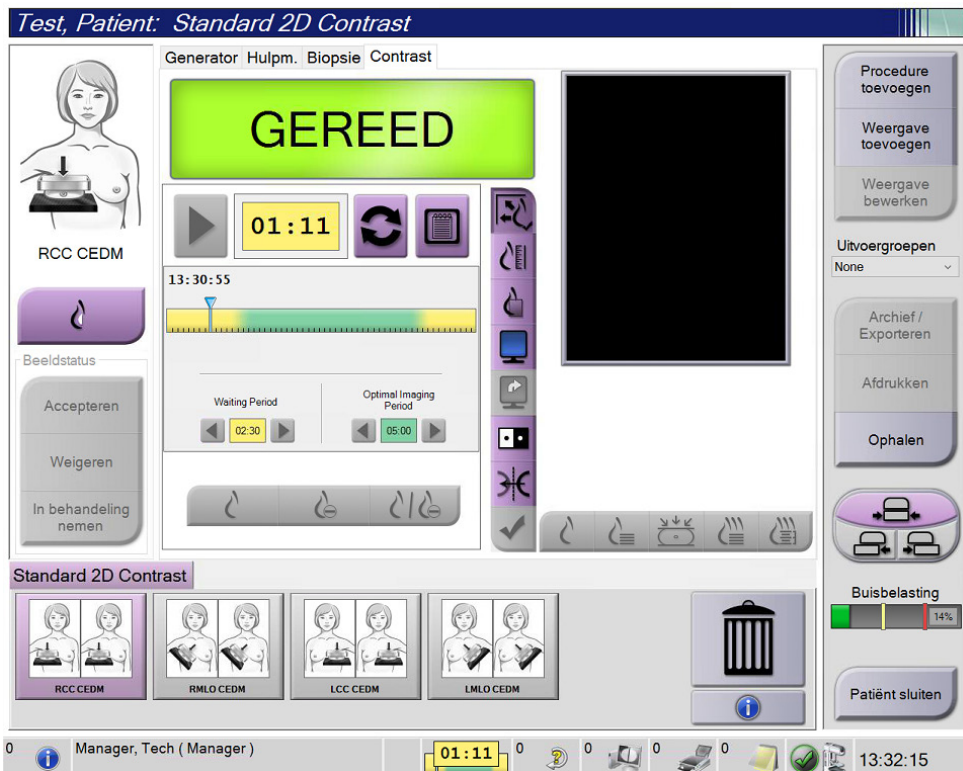 Test, Patient: Standard 2D Contrast
Generator Hulpm. Biopsie Contrast
GEREED
RCC CEDM
01:11
13:30:55
Waiting Period
02:30
Optimal Imaging
Period
05:00
Beeldstatus
Accepteren
Weigeren
In behandeling
nemen
Procedure
toevoegen
Weergave
toevoegen
Weergave
bewerken
Uitvoergroepen
None
Archief /
Exporteren
Afdrukken
Ophalen
Buisbelasting
14%
Patiënt sluiten
Standard 2D Contrast
RCC CEDM
RMLO CEDM
LCC CEDM
LMLO CEDM
0
Manager, Tech ( Manager )
01:11
0
0
0
0
13:32:15